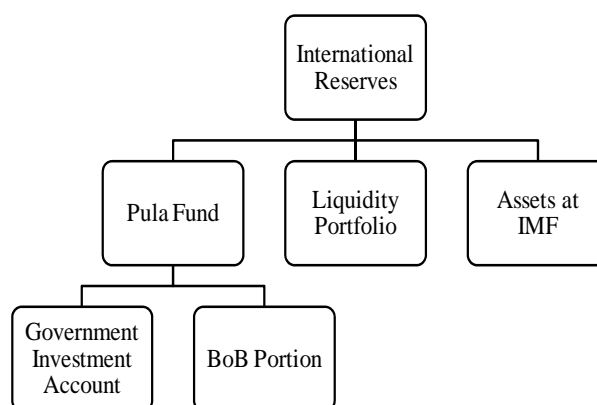 International
Reserves
Pula Fund
Liquidity
Portfolio
Assets at
IMF
Government
Investment
Account
BoB Portion